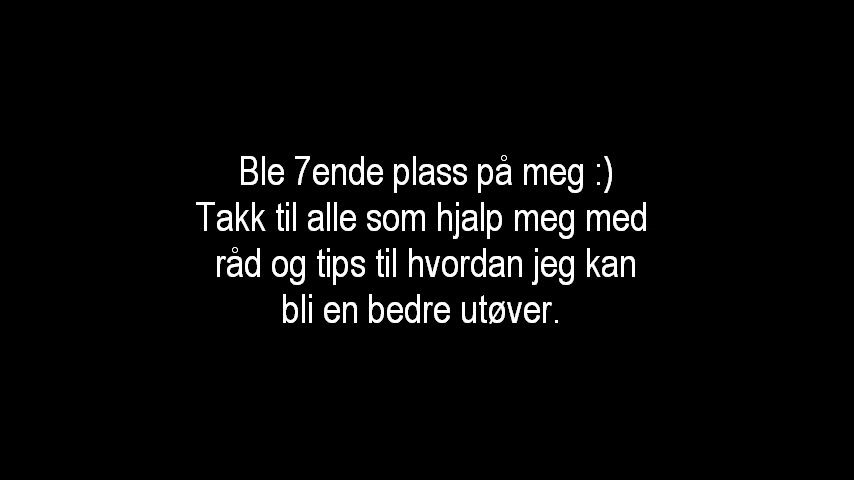 Ble 7ende plass på meg :)
Takk til alle som hjalp meg med
råd og tips til hvordan jeg kan
bli en bedre utøver.